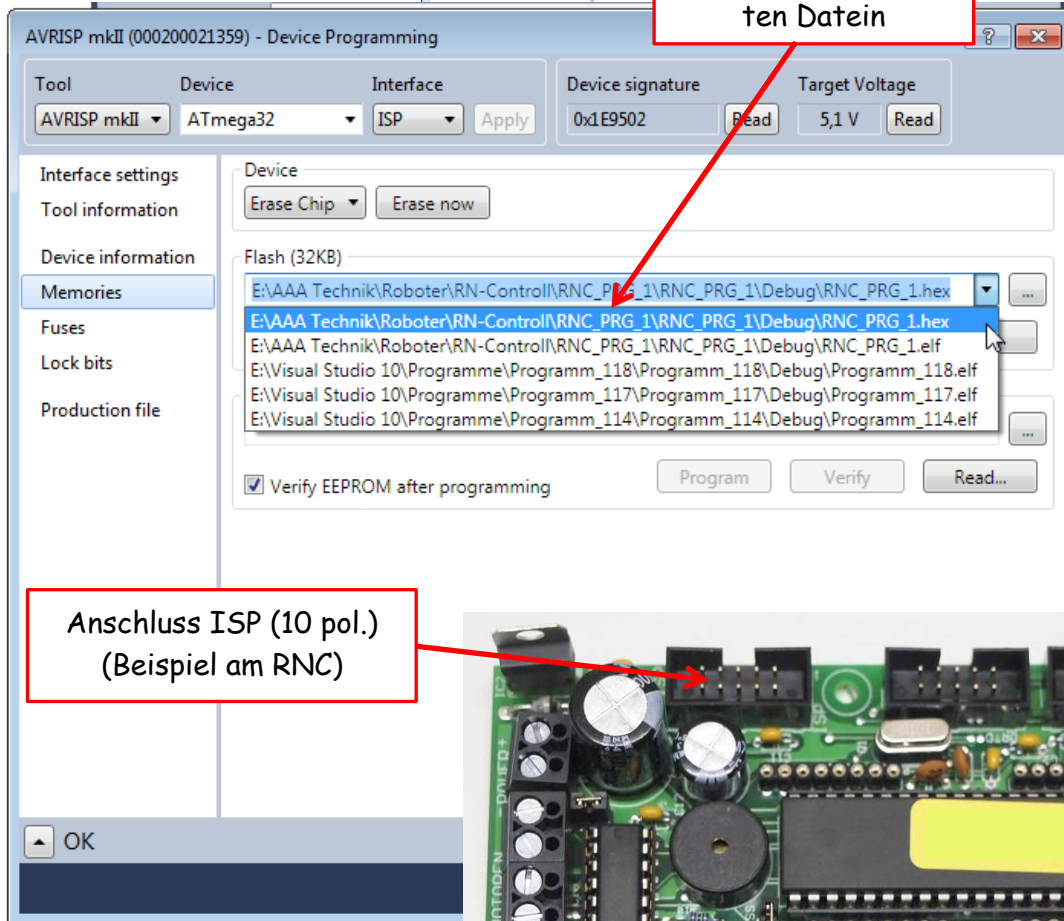 ten Datein
AVRISP mkII (000200021359) - Device Programming
Tool Device Interface Device signature Target Voltage
AVRISP mkII ATmega32 ISP Apply 0x1E9502 Read 5,1 V Read
Interface settings
Tool information
Device information
Memories
Fuses
Lock bits
Production file
Device
Erase Chip Erase now
Flash (32KB)
E:\AAA Technik\Roboter\RN-Controll\RNC_PRG_1\RNC_PRG_1\Debug\RNC_PRG_1.hex ...
E:\AAA Technik\Roboter\RN-Controll\RNC_PRG_1\RNC_PRG_1\Debug\RNC_PRG_1.hex
E:\AAA Technik\Roboter\RN-Controll\RNC_PRG_1\RNC_PRG_1\Debug\RNC_PRG_1.elf
E:\Visual Studio 10\Programme\Programm_118\Programm_118\Debug\Programm_118.elf
E:\Visual Studio 10\Programme\Programm_117\Programm_117\Debug\Programm_117.elf
E:\Visual Studio 10\Programme\Programm_114\Programm_114\Debug\Programm_114.elf
...
Verify EEPROM after programming Program Verify Read...
Anschluss ISP (10 pol.)
(Beispiel am RNC)
ISP
POWER+
MOTOREN
OK